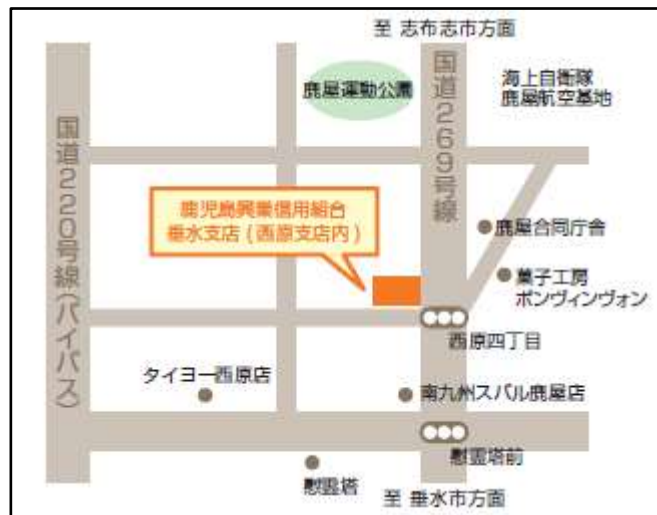 至 志布志市方面
鹿屋運動公園
国道269号線
海上自衛隊
鹿屋航空基地
国道220号線(バイパス)
鹿児島興業信用組合
垂水支店(西原支店内)
鹿屋合同庁舎
菓子工房
ボンヴィンヴォン
西原四丁目
タイヨー西原店
南九州スバル鹿屋店
慰霊塔前
慰霊塔
至 垂水市方面